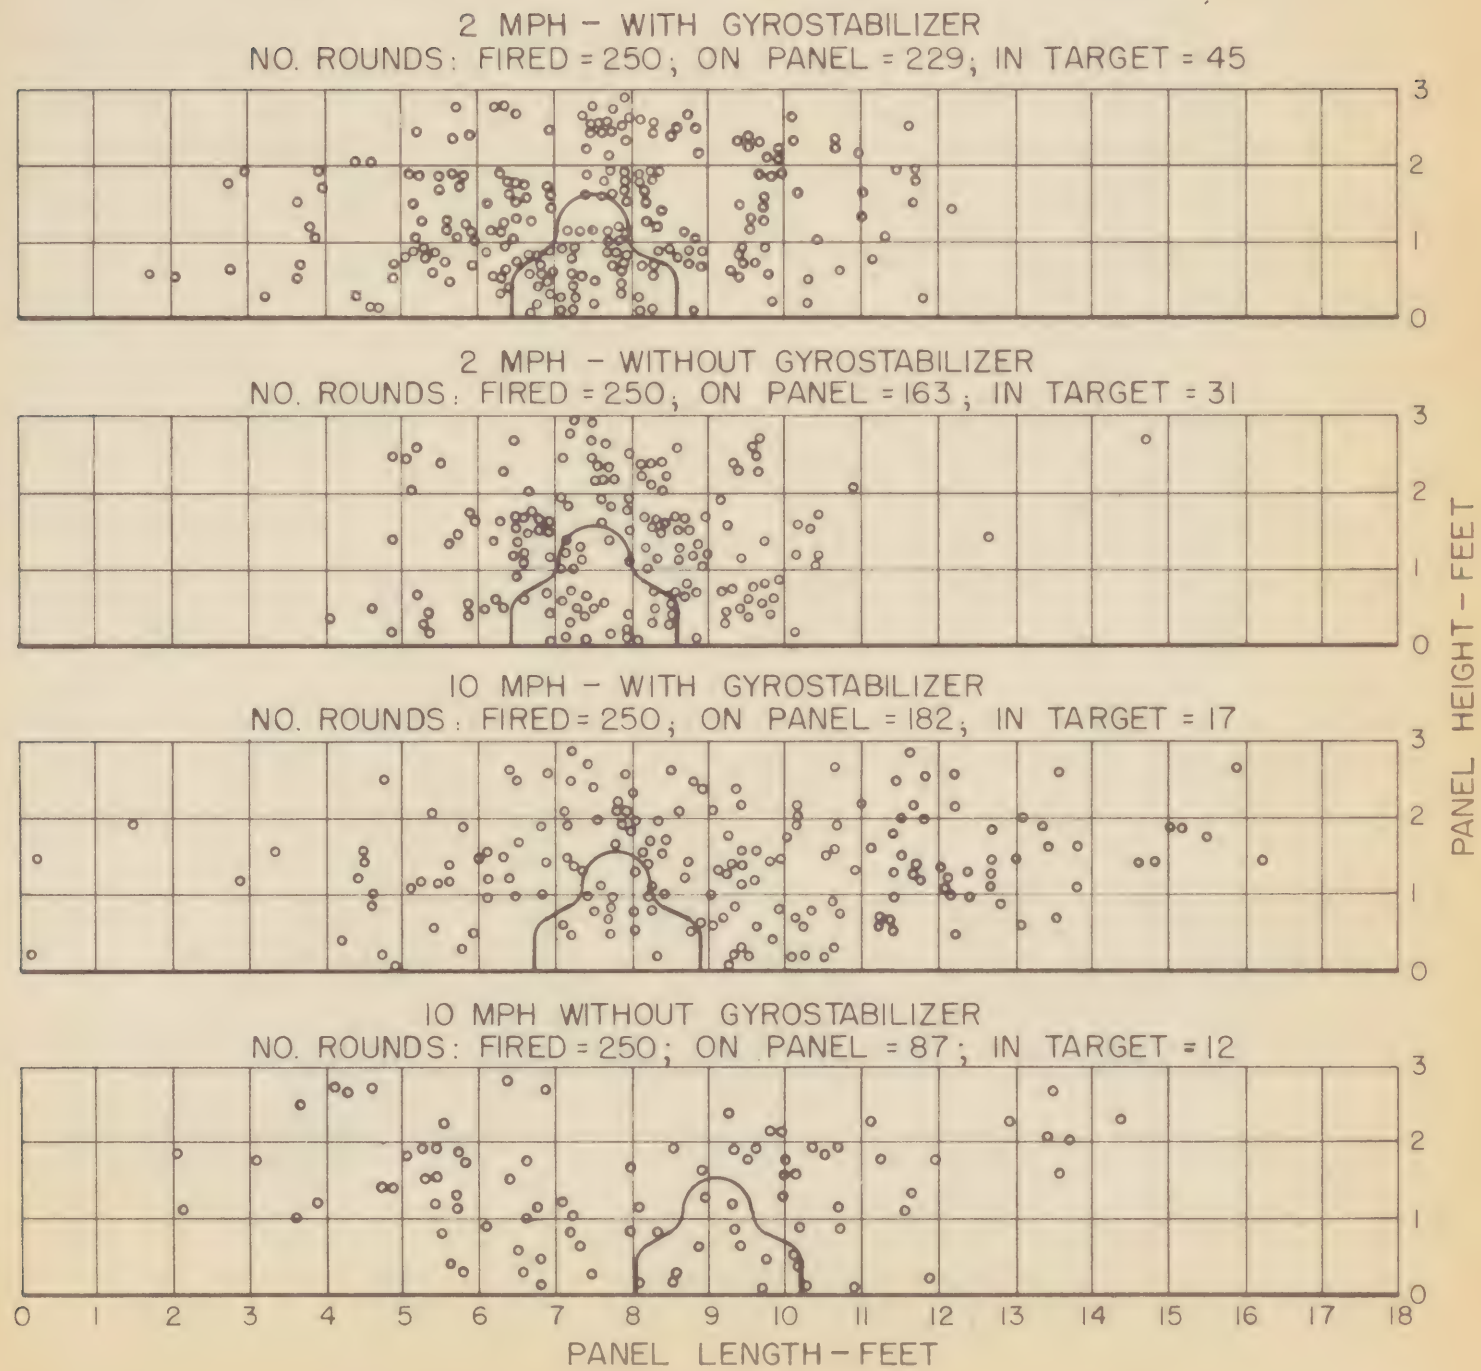 2 MPH - WITH GYROSTABILIZER
NO. ROUNDS: FIRED = 250; ON PANEL = 229; IN TARGET = 45
3
2
1
0
2 MPH - WITHOUT GYROSTABILIZER
NO. ROUNDS: FIRED = 250; ON PANEL = 163; IN TARGET = 31
3
2
1
0
PANEL HEIGHT - FEET
10 MPH - WITH GYROSTABILIZER
NO. ROUNDS: FIRED = 250; ON PANEL = 182; IN TARGET = 17
3
2
1
0
10 MPH WITHOUT GYROSTABILIZER
NO. ROUNDS: FIRED = 250; ON PANEL = 87; IN TARGET = 12
3
2
1
0
0 1 2 3 4 5 6 7 8 9 10 11 12 13 14 15 16 17 18
PANEL LENGTH - FEET